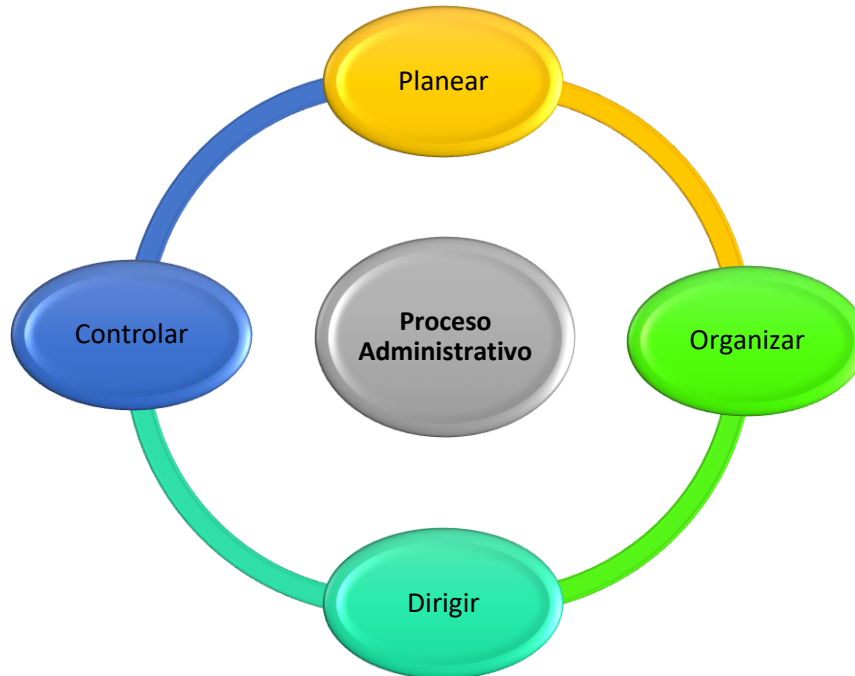 Planear
Controlar
Proceso
Administrativo
Organizar
Dirigir